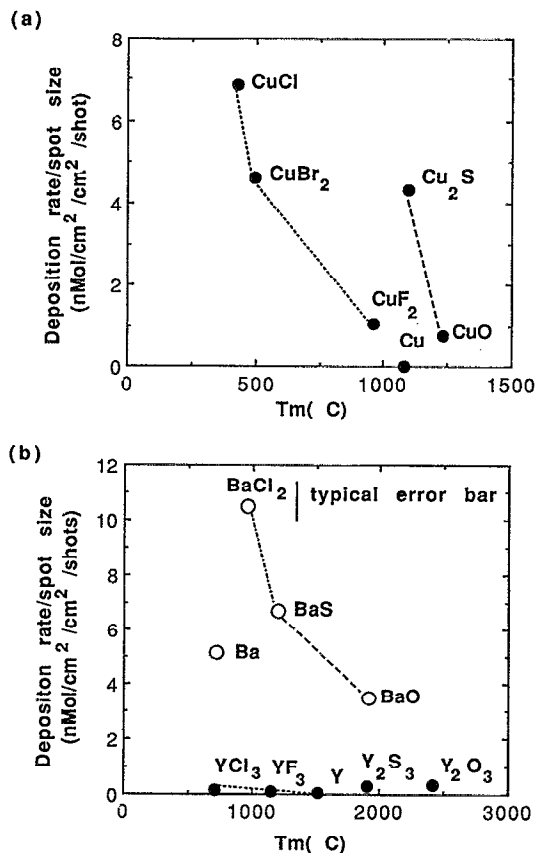 (a)
Deposition rate/spot size
(nMol/cm²/cm²/shot)
8
6
4
2
0
CuCl
CuBr₂
Cu₂S
CuF₂
Cu
CuO
0 500 1000 1500
Tm( C)
(b)
Depositon rate/spot size
(nMol/cm²/cm²/shots)
12
10
8
6
4
2
0
BaCl₂ typical error bar
BaS
Ba
BaO
YCl₃ YF₃ Y Y₂S₃ Y₂O₃
0 1000 2000 3000
Tm( C)